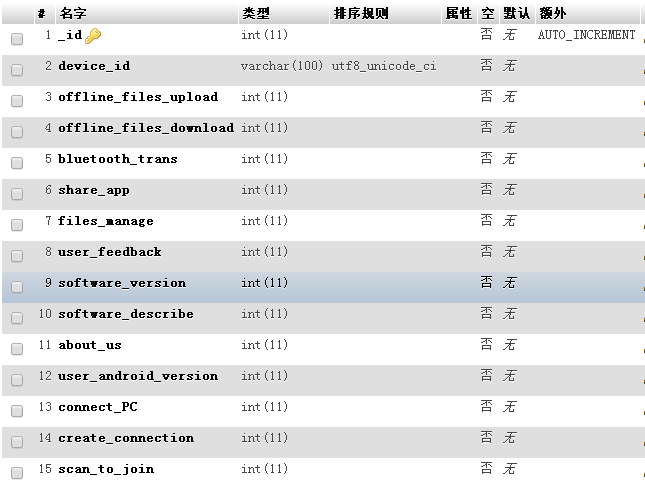 # 名字 类型 排序规则 属性 空 默认 额外
1 _id int(11) 否 无 AUTO_INCREMENT
2 device_id varchar(100) utf8_unicode_ci 否 无
3 offline_files_upload int(11) 否 无
4 offline_files_download int(11) 否 无
5 bluetooth_trans int(11) 否 无
6 share_app int(11) 否 无
7 files_manage int(11) 否 无
8 user_feedback int(11) 否 无
9 software_version int(11) 否 无
10 software_describe int(11) 否 无
11 about_us int(11) 否 无
12 user_android_version int(11) 否 无
13 connect_PC int(11) 否 无
14 create_connection int(11) 否 无
15 scan_to_join int(11) 否 无